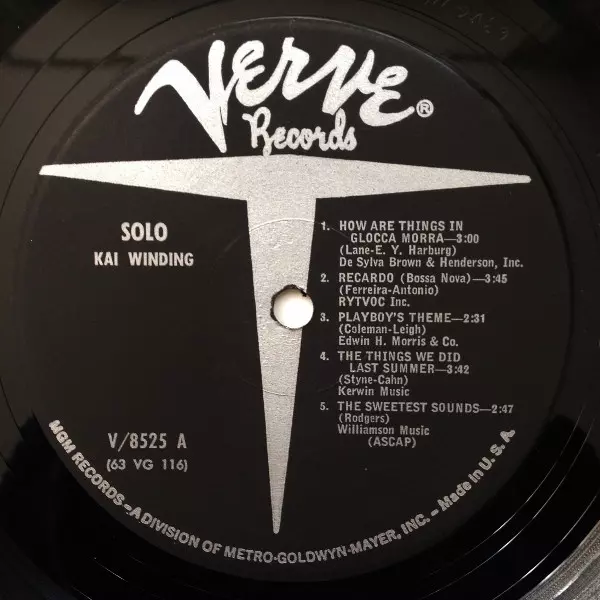 VERVE®
Records
SOLO
KAI WINDING
1. HOW ARE THINGS IN
GLOCCA MORRA—3:00
(Lane-E. Y. Harburg)
De Sylva Brown & Henderson, Inc.
2. RECARDO (Bossa Nova)—3:45
(Ferreira-Antonio)
RYTVOC Inc.
3. PLAYBOY'S THEME—2:31
(Coleman-Leigh)
Edwin H. Morris & Co.
4. THE THINGS WE DID
LAST SUMMER—3:42
(Styne-Cahn)
Kerwin Music
5. THE SWEETEST SOUNDS—2:47
(Rodgers)
Williamson Music
(ASCAP)
V/8525 A
(63 VG 116)
MGM RECORDS—A DIVISION OF METRO-GOLDWYN-MAYER, INC.—Made in U. S. A.